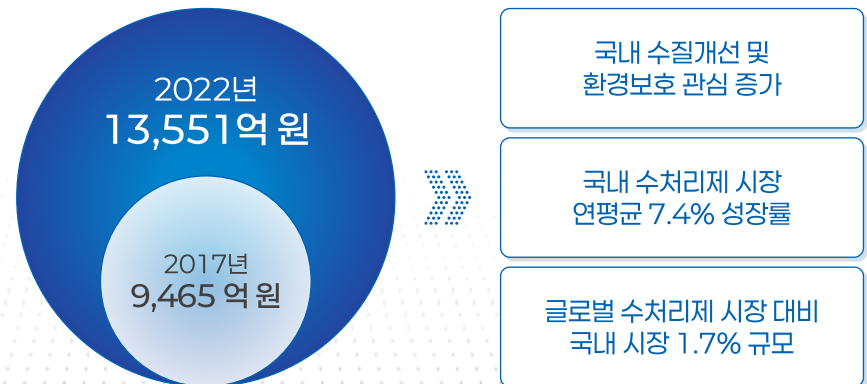 2022년
13,551억 원
2017년
9,465 억 원
국내 수질개선 및
환경보호 관심 증가
국내 수처리제 시장
연평균 7.4% 성장률
글로벌 수처리제 시장 대비
국내 시장 1.7% 규모